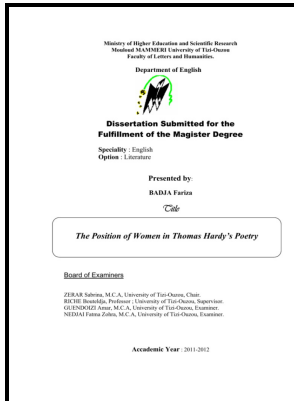 Ministry of Higher Education and Scientific Research
Mouloud MAMMERI University of Tizi-Ouzou
Faculty of Letters and Humanities.
Department of English
Dissertation Submitted for the
Fulfillment of the Magister Degree
Speciality : English
Option : Literature
Presented by:
BADJA Fariza
Title
The Position of Women in Thomas Hardy's Poetry
Board of Examiners
ZERAR Sabrina, M.C.A, University of Tizi-Ouzou, Chair.
RICHE Bouteldja, Professor ; University of Tizi-Ouzou, Supervisor.
GUENDOUZI Amar, M.C.A, University of Tizi-Ouzou, Examiner.
NEDJAI Fatma Zohra, M.C.A, University of Tizi-Ouzou, Examiner.
Accademic Year : 2011-2012